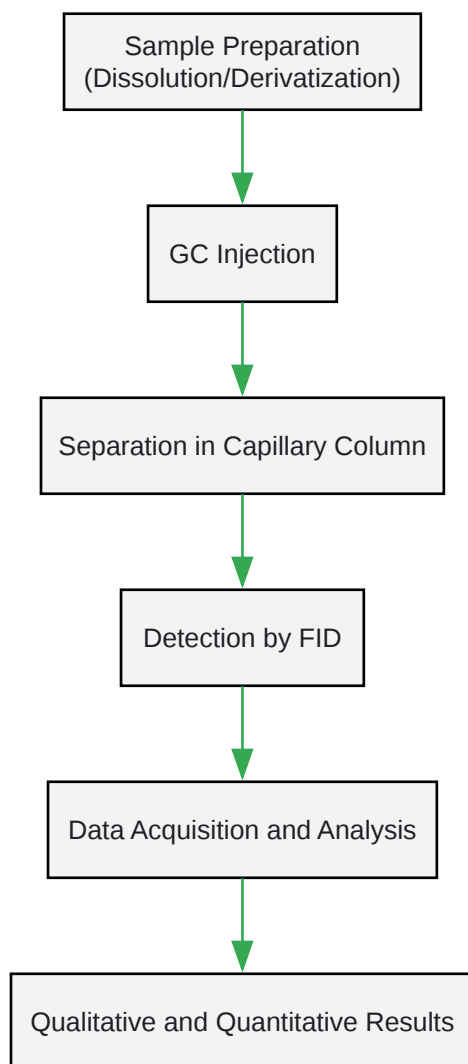 Sample Preparation
(Dissolution/Derivatization)
GC Injection
Separation in Capillary Column
Detection by FID
Data Acquisition and Analysis
Qualitative and Quantitative Results